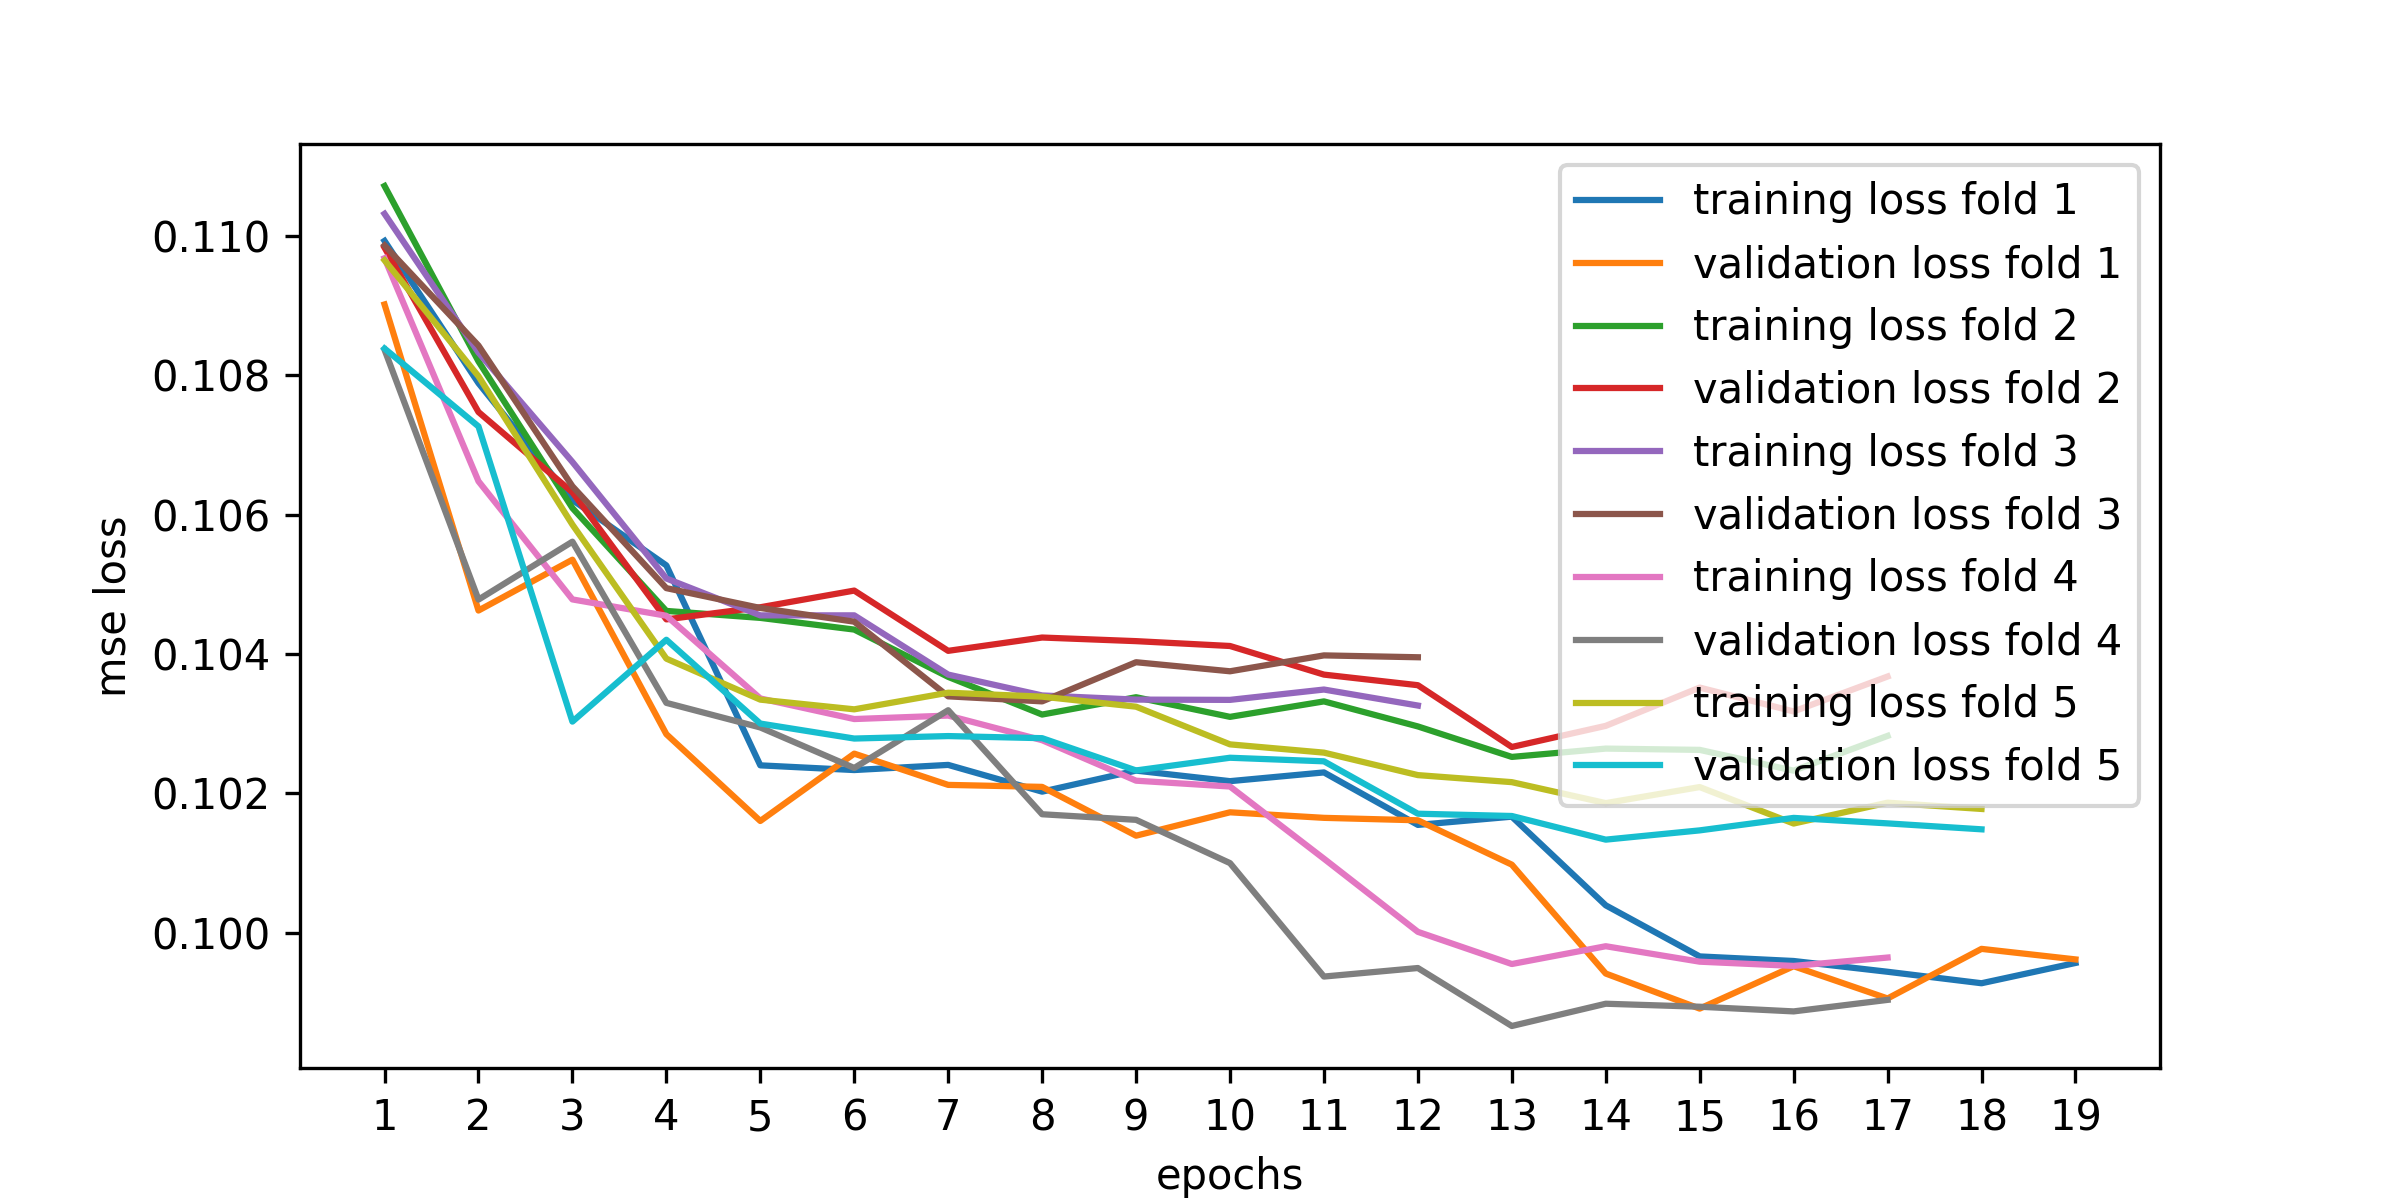 training loss fold 1
validation loss fold 1
training loss fold 2
validation loss fold 2
training loss fold 3
validation loss fold 3
training loss fold 4
validation loss fold 4
training loss fold 5
validation loss fold 5
mse loss
0.110
0.108
0.106
0.104
0.102
0.100
1 2 3 4 5 6 7 8 9 10 11 12 13 14 15 16 17 18 19
epochs